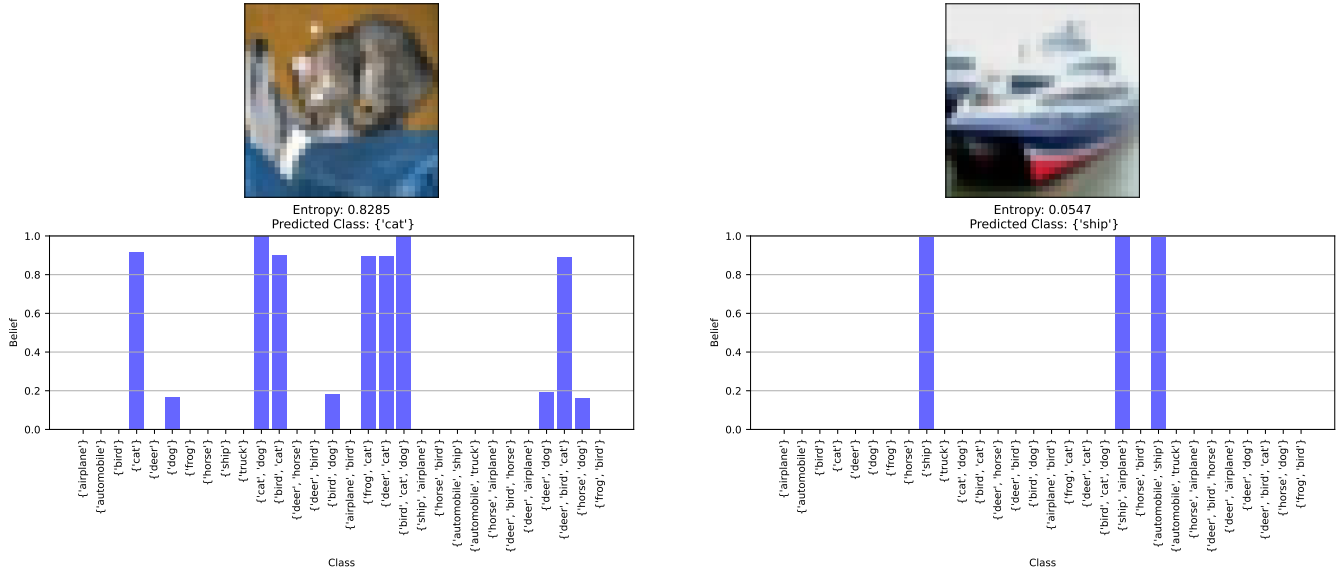 Entropy: 0.8285
Predicted Class: {'cat'}
1.0
0.8
0.6
0.4
0.2
0.0
Belief
{'airplane'}
{'automobile'}
{'bird'}
{'cat'}
{'deer'}
{'dog'}
{'frog'}
{'horse'}
{'ship'}
{'truck'}
{'cat', 'dog'}
{'bird', 'cat'}
{'deer', 'horse'}
{'deer', 'bird'}
{'bird', 'dog'}
{'airplane', 'bird'}
{'frog', 'cat'}
{'deer', 'cat'}
{'bird', 'cat', 'dog'}
{'ship', 'airplane'}
{'horse', 'bird'}
{'automobile', 'ship'}
{'automobile', 'truck'}
{'horse', 'airplane'}
{'deer', 'bird', 'horse'}
{'deer', 'airplane'}
{'deer', 'dog'}
{'deer', 'bird', 'cat'}
{'horse', 'dog'}
{'frog', 'bird'}
Class
Entropy: 0.0547
Predicted Class: {'ship'}
1.0
0.8
0.6
0.4
0.2
0.0
Belief
{'airplane'}
{'automobile'}
{'bird'}
{'cat'}
{'deer'}
{'dog'}
{'frog'}
{'horse'}
{'ship'}
{'truck'}
{'cat', 'dog'}
{'bird', 'cat'}
{'deer', 'horse'}
{'deer', 'bird'}
{'bird', 'dog'}
{'airplane', 'bird'}
{'frog', 'cat'}
{'deer', 'cat'}
{'bird', 'cat', 'dog'}
{'ship', 'airplane'}
{'horse', 'bird'}
{'automobile', 'ship'}
{'automobile', 'truck'}
{'horse', 'airplane'}
{'deer', 'bird', 'horse'}
{'deer', 'airplane'}
{'deer', 'dog'}
{'deer', 'bird', 'cat'}
{'horse', 'dog'}
{'frog', 'bird'}
Class